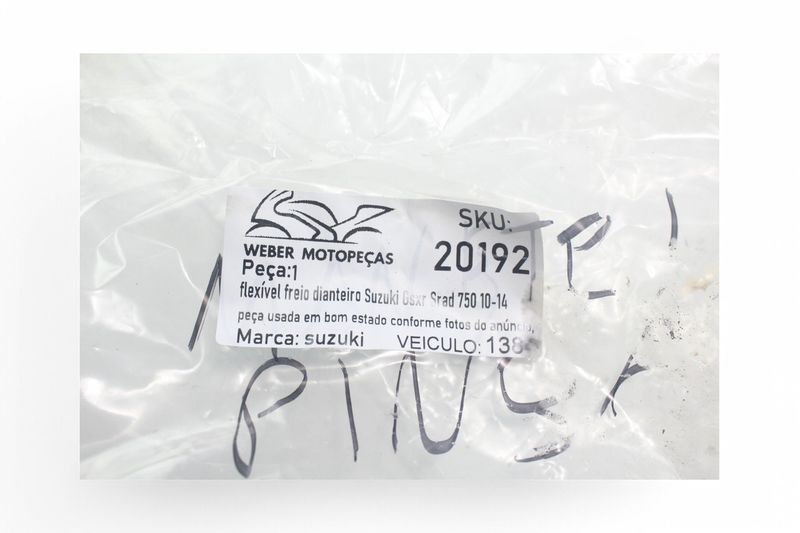 WEBER MOTOPEÇAS
SKU:
20192
Peça:1
flexível freio dianteiro Suzuki Gsxr Srad 750 10-14
peça usada em bom estado conforme fotos do anúncio,
Marca: suzuki VEICULO: 138